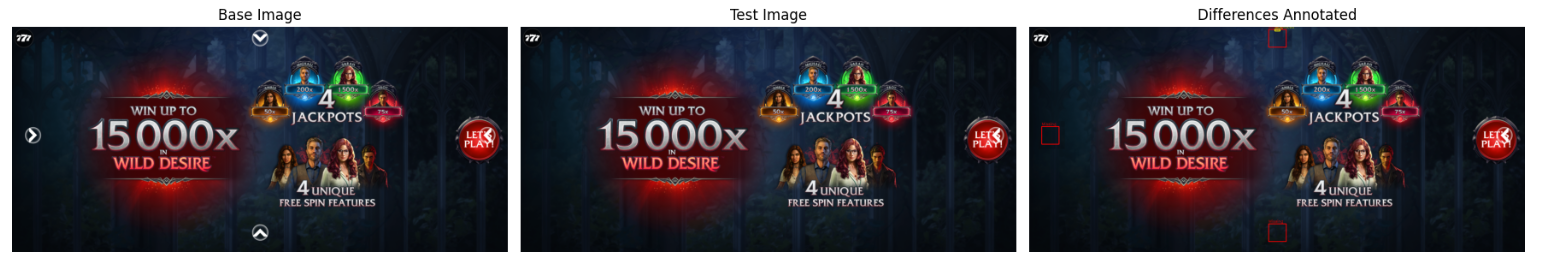 Base Image
777
WIN UP TO
15 000x
IN
WILD DESIRE
50x
200x
1500x
75x
4
JACKPOTS
4 UNIQUE
FREE SPIN FEATURES
LET'S
PLAY!
Test Image
777
WIN UP TO
15 000x
IN
WILD DESIRE
50x
200x
1500x
75x
4
JACKPOTS
4 UNIQUE
FREE SPIN FEATURES
LET'S
PLAY!
Differences Annotated
777
WIN UP TO
15 000x
IN
WILD DESIRE
50x
200x
1500x
75x
4
JACKPOTS
4 UNIQUE
FREE SPIN FEATURES
LET'S
PLAY!